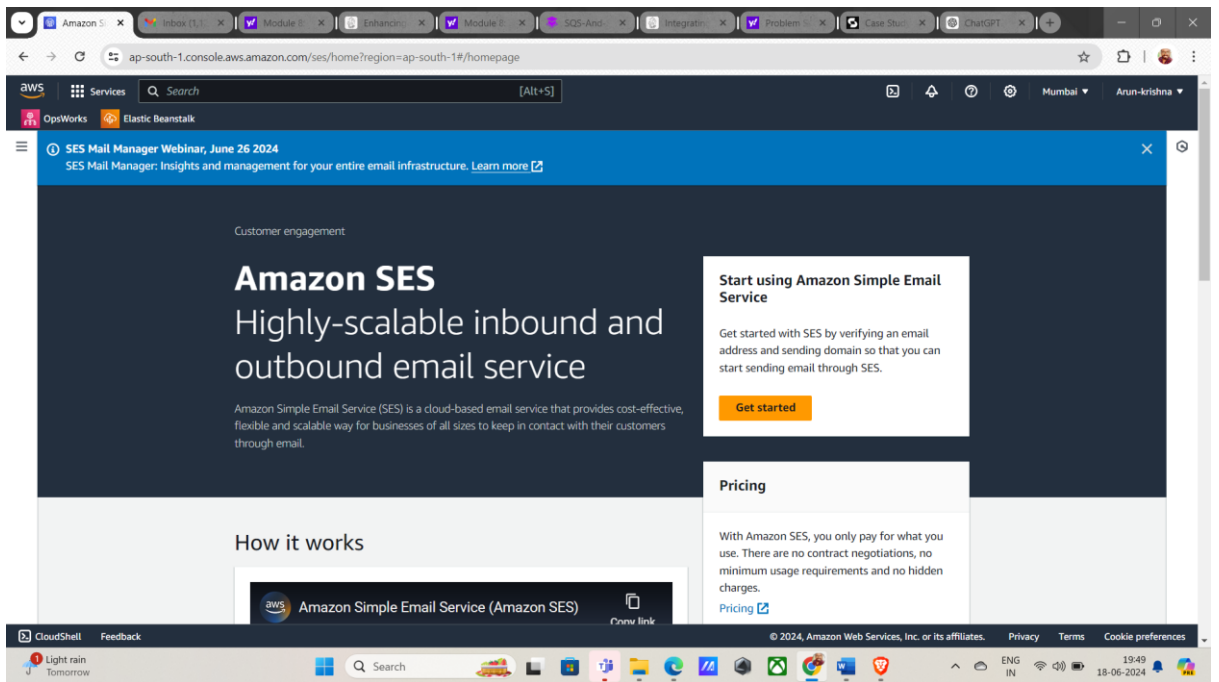 Amazon S
Inbox (1,1
Module 8
Enhancing
Module 8
SQS-And
Integratin
Problem S
Case Stud
ChatGPT
ap-south-1.console.aws.amazon.com/ses/home?region=ap-south-1#/homepage
aws
Services
Search
[Alt+S]
Mumbai
Arun-krishna
OpsWorks
Elastic Beanstalk
SES Mail Manager Webinar, June 26 2024
SES Mail Manager: Insights and management for your entire email infrastructure. Learn more
Customer engagement
Amazon SES
Highly-scalable inbound and
outbound email service
Amazon Simple Email Service (SES) is a cloud-based email service that provides cost-effective,
flexible and scalable way for businesses of all sizes to keep in contact with their customers
through email.
Start using Amazon Simple Email
Service
Get started with SES by verifying an email
address and sending domain so that you can
start sending email through SES.
Get started
Pricing
With Amazon SES, you only pay for what you
use. There are no contract negotiations, no
minimum usage requirements and no hidden
charges.
Pricing
How it works
aws
Amazon Simple Email Service (Amazon SES)
Copy link
CloudShell
Feedback
© 2024, Amazon Web Services, Inc. or its affiliates.
Privacy
Terms
Cookie preferences
1
Light rain
Tomorrow
Search
ENG
IN
19:49
18-06-2024
PRE